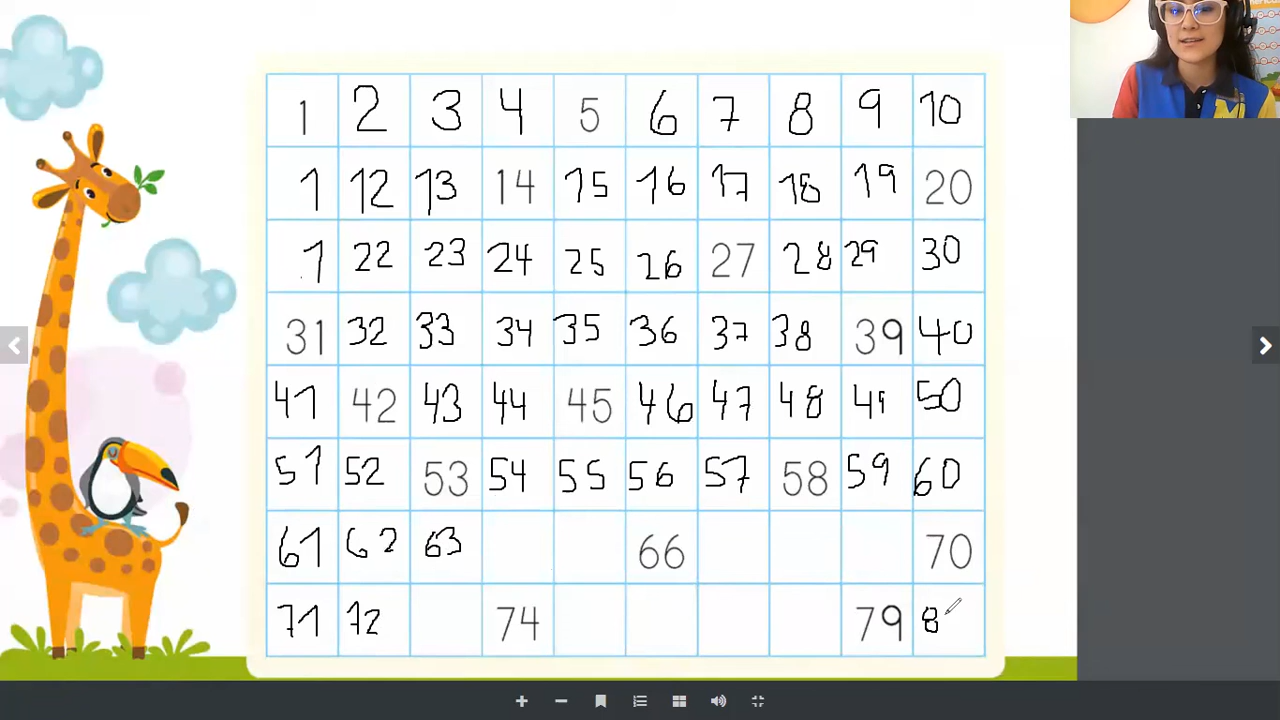 1 2 3 4 5 6 7 8 9 10
1 12 13 14 15 16 17 18 19 20
1 22 23 24 25 26 27 28 29 30
31 32 33 34 35 36 37 38 39 40
41 42 43 44 45 46 47 48 49 50
51 52 53 54 55 56 57 58 59 60
61 62 63 66 70
71 72 74 79 8